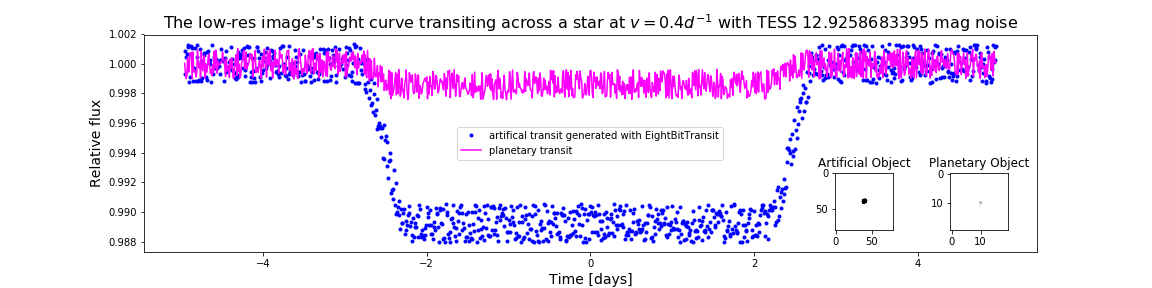 The low-res image's light curve transiting across a star at v = 0.4d⁻¹ with TESS 12.9258683395 mag noise
1.002
1.000
0.998
0.996
0.994
0.992
0.990
0.988
Relative flux
artifical transit generated with EightBitTransit
planetary transit
Artificial Object
0
50
0 50
Planetary Object
0
10
0 10
−4 −2 0 2 4
Time [days]